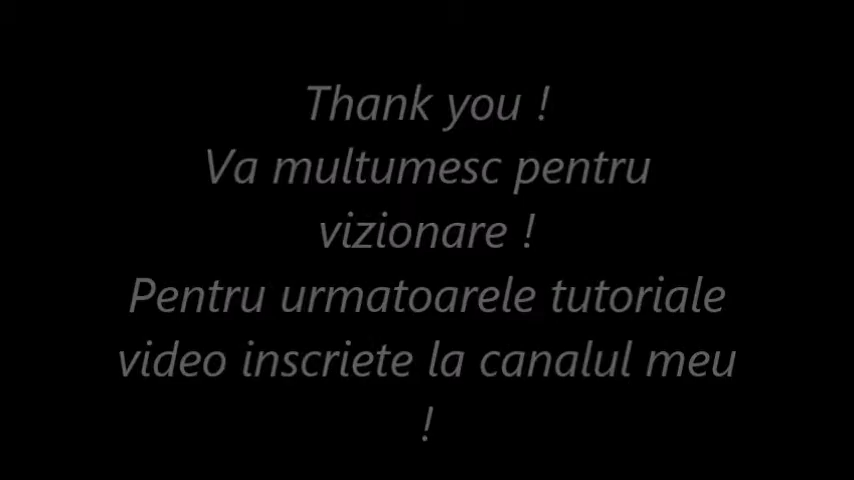 Thank you !
Va multumesc pentru
vizionare !
Pentru urmatoarele tutoriale
video inscriete la canalul meu
!